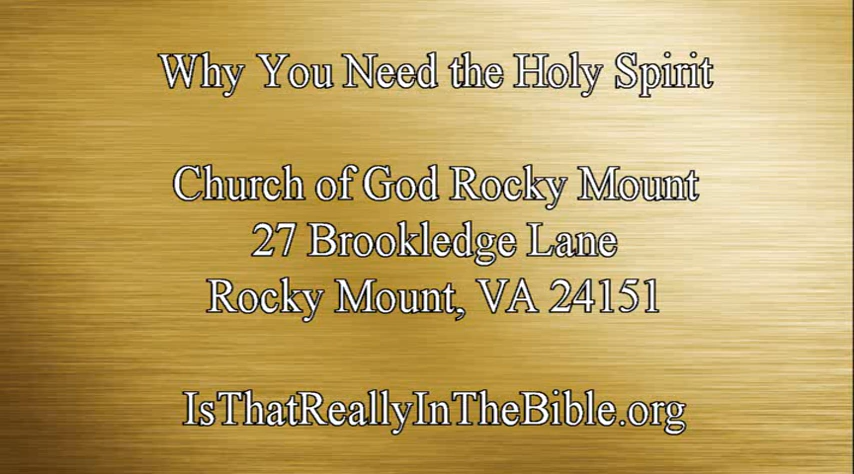 Why You Need the Holy Spirit
Church of God Rocky Mount
27 Brookledge Lane
Rocky Mount, VA 24151
IsThatReallyInTheBible.org